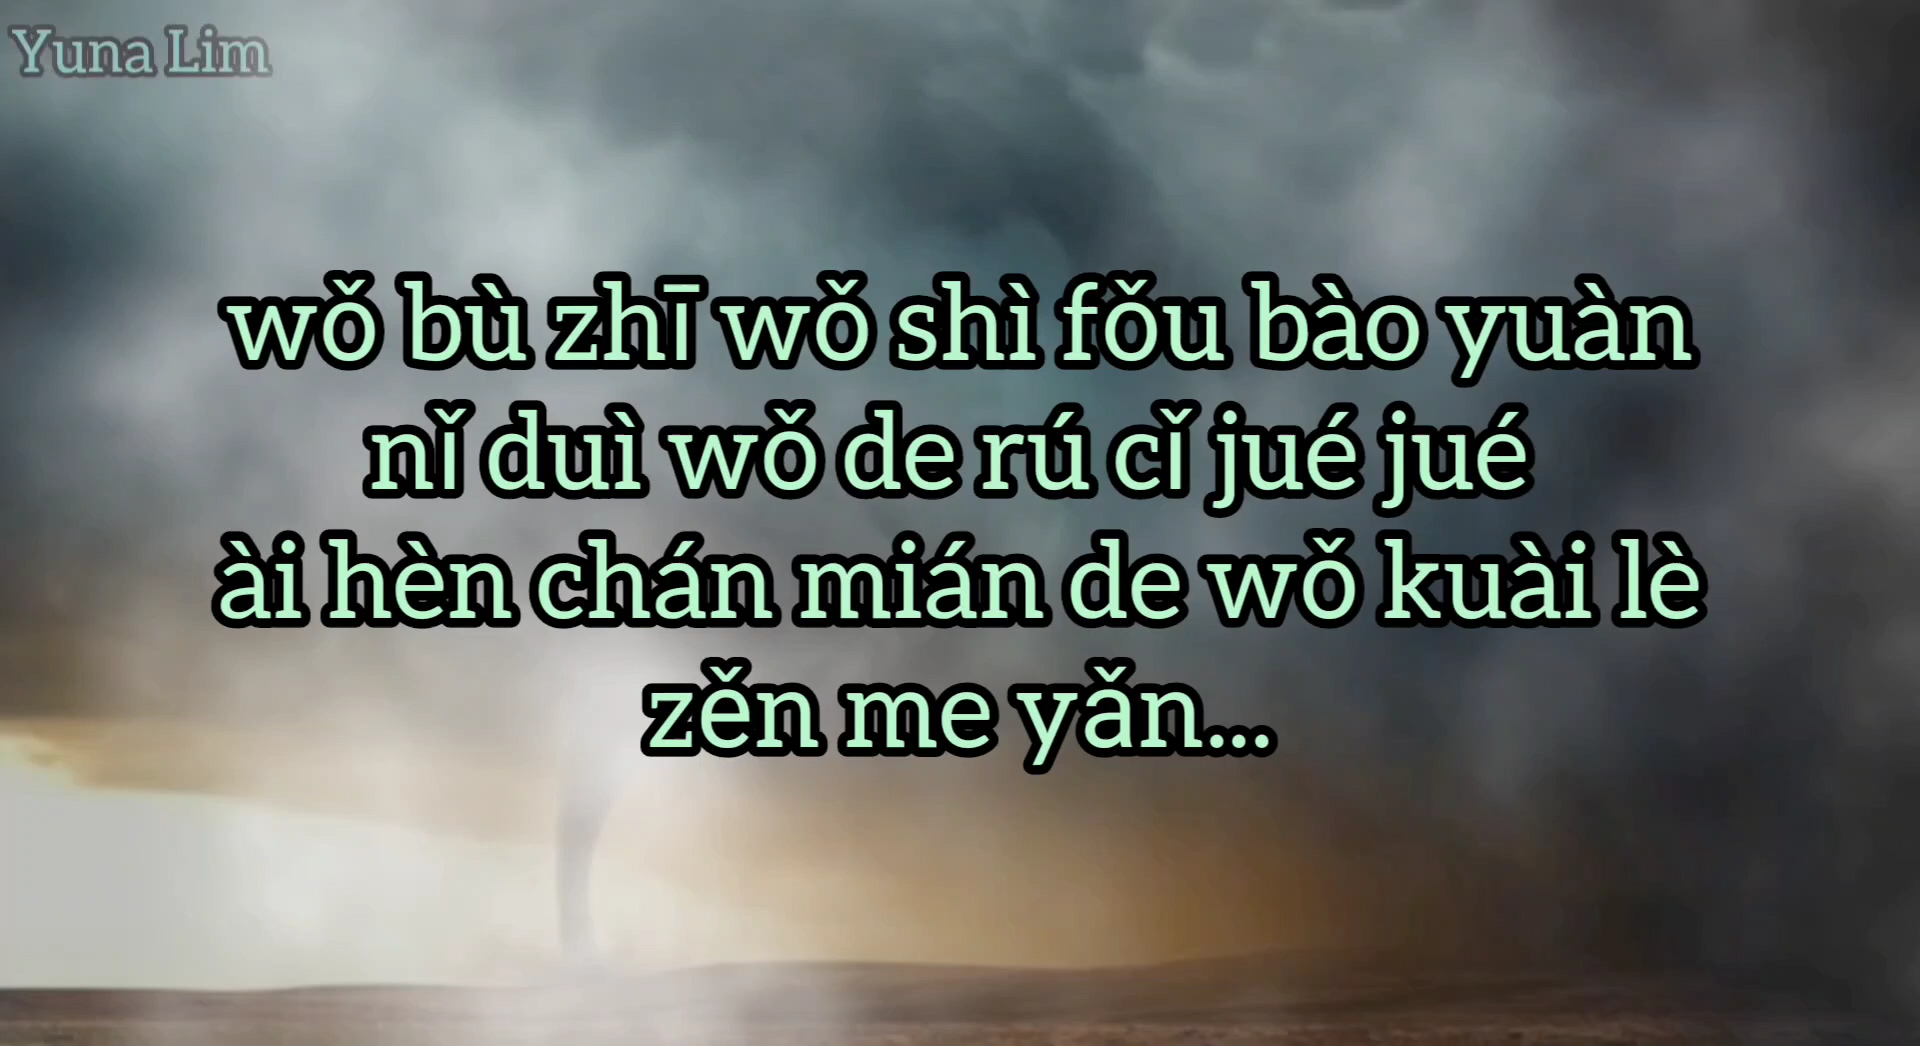 Yuna Lim
wǒ bù zhī wǒ shì fǒu bào yuàn
nǐ duì wǒ de rú cǐ jué jué
ài hèn chán mián de wǒ kuài lè
zěn me yǎn...